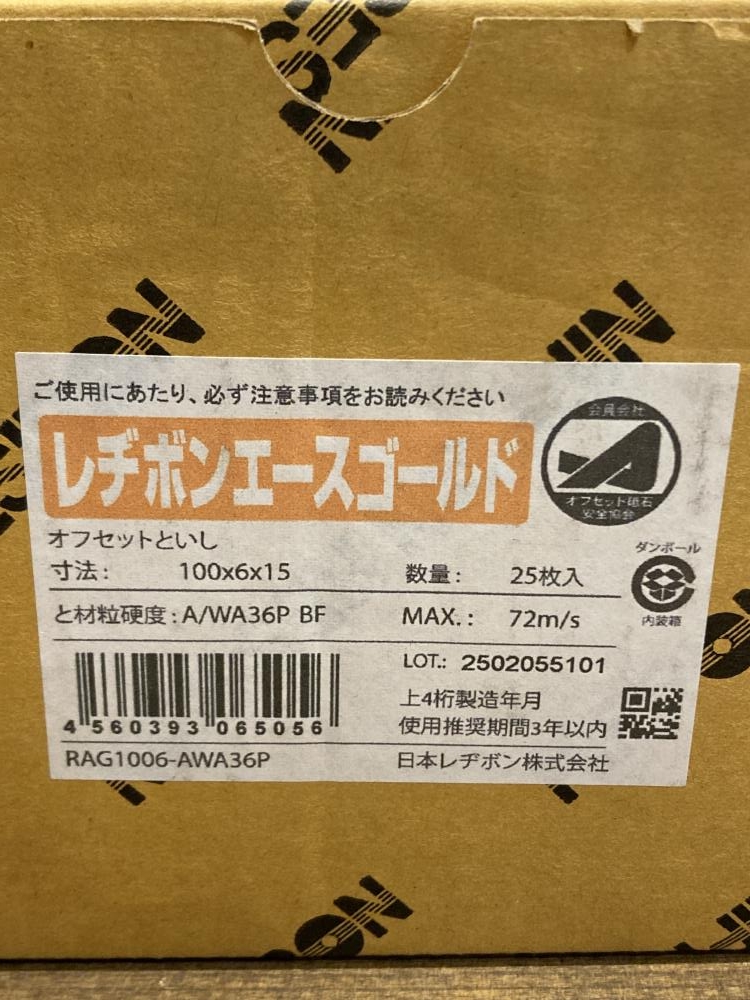 ご使用にあたり、必ず注意事項をお読みください
レヂボンエースゴールド
会員会社
オフセット砥石
安全協会
オフセットといし
寸法: 100x6x15 数量: 25枚入
ダンボール
内装箱
と材粒硬度: A/WA36P BF MAX.: 72m/s
LOT.: 2502055101
上4桁製造年月
使用推奨期間3年以内
4 560393 065056
RAG1006-AWA36P 日本レヂボン株式会社